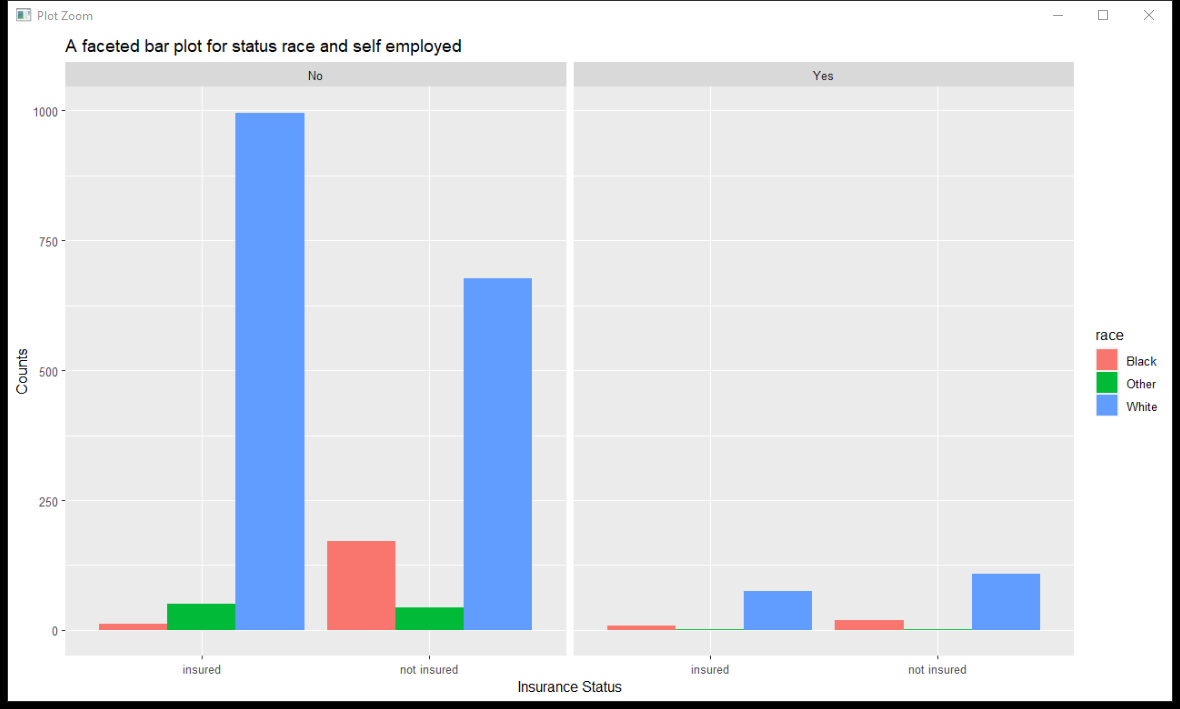 Plot Zoom
A faceted bar plot for status race and self employed
No
Yes
1000
750
500
250
0
Counts
insured
not insured
insured
not insured
Insurance Status
race
Black
Other
White